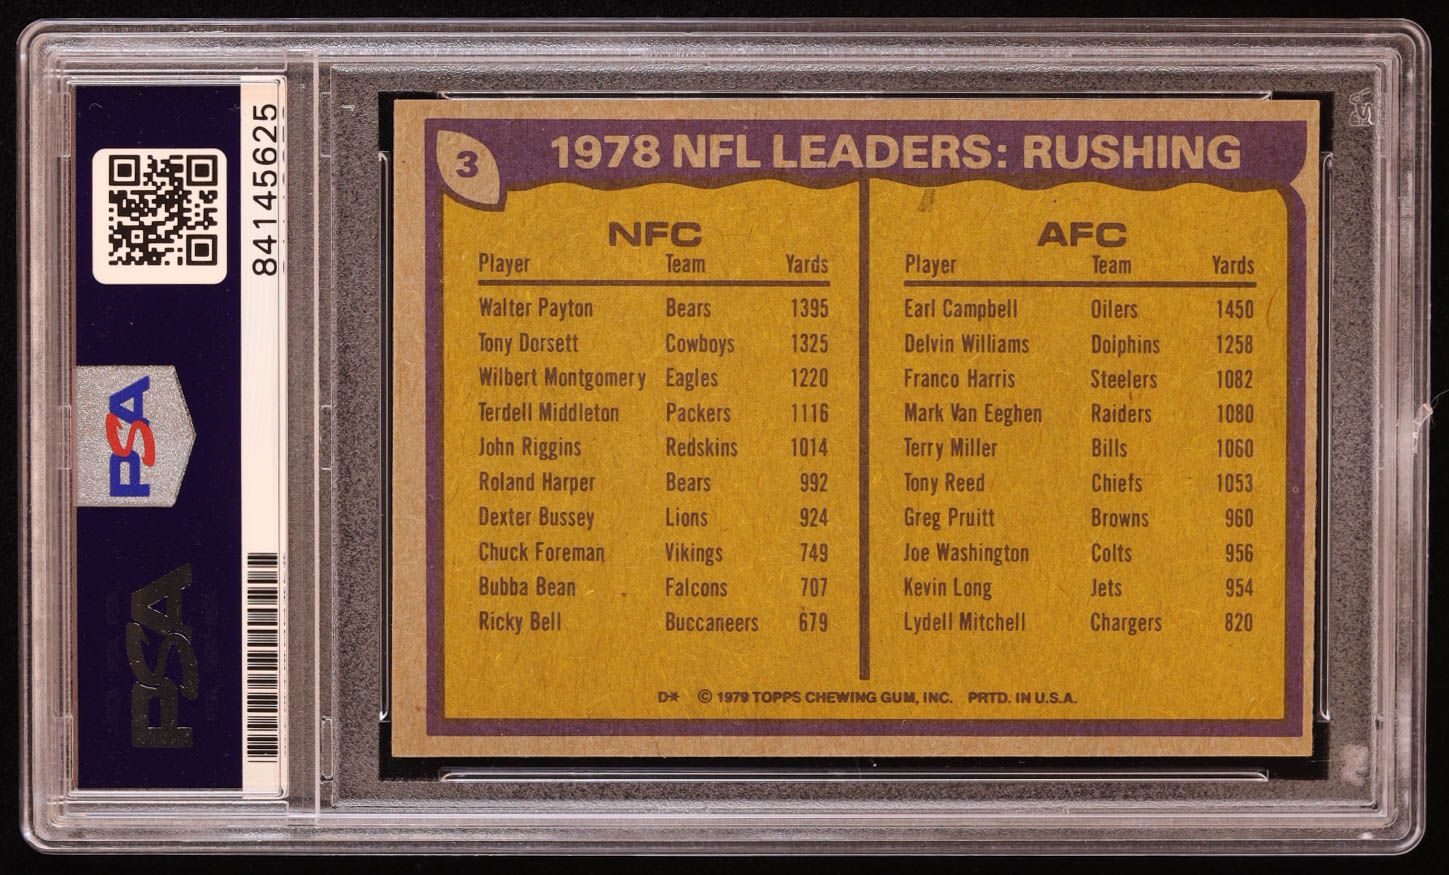 84145625
PSA
PSA
3
1978 NFL LEADERS: RUSHING
NFC
Player Team Yards
Walter Payton Bears 1395
Tony Dorsett Cowboys 1325
Wilbert Montgomery Eagles 1220
Terdell Middleton Packers 1116
John Riggins Redskins 1014
Roland Harper Bears 992
Dexter Bussey Lions 924
Chuck Foreman Vikings 749
Bubba Bean Falcons 707
Ricky Bell Buccaneers 679
AFC
Player Team Yards
Earl Campbell Oilers 1450
Delvin Williams Dolphins 1258
Franco Harris Steelers 1082
Mark Van Eeghen Raiders 1080
Terry Miller Bills 1060
Tony Reed Chiefs 1053
Greg Pruitt Browns 960
Joe Washington Colts 956
Kevin Long Jets 954
Lydell Mitchell Chargers 820
D* © 1979 TOPPS CHEWING GUM, INC. PRTD. IN U.S.A.
PSA